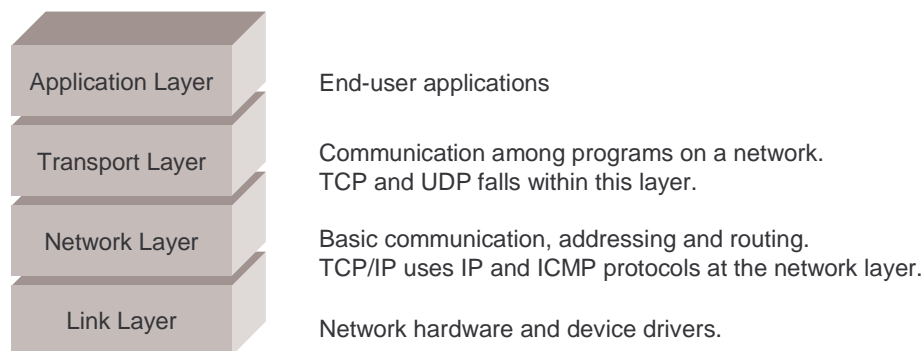 Application Layer
End-user applications
Transport Layer
Communication among programs on a network.
TCP and UDP falls within this layer.
Network Layer
Basic communication, addressing and routing.
TCP/IP uses IP and ICMP protocols at the network layer.
Link Layer
Network hardware and device drivers.